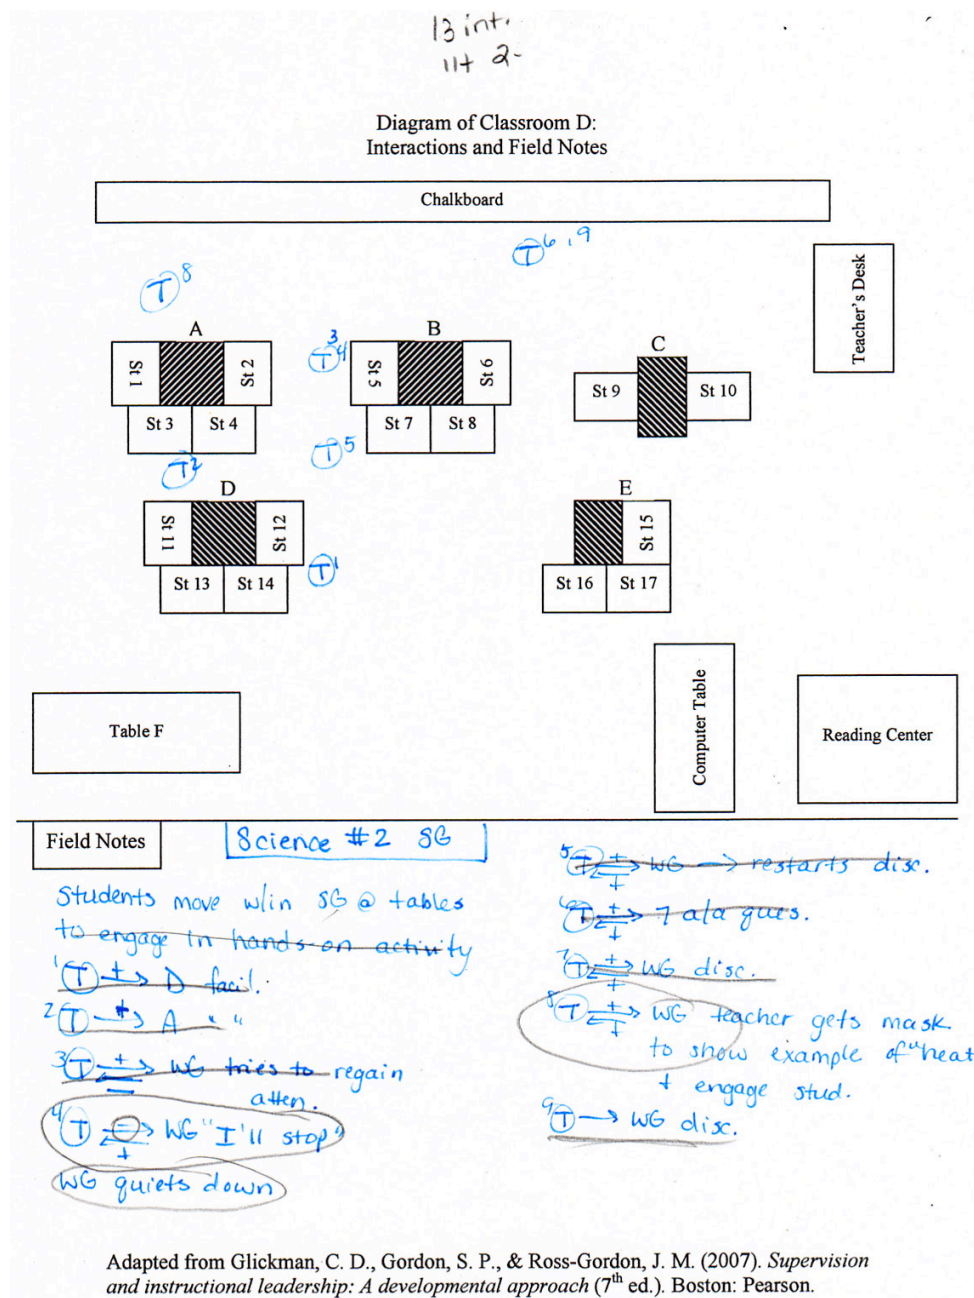 13 int.
11+ 2-
Diagram of Classroom D:
Interactions and Field Notes
Chalkboard
T 6, 9
T 8
Teacher's Desk
A
B
C
St 1
St 2
St 3
St 4
T 3 4
St 5
St 6
St 7
St 8
St 9
St 10
T 5
T 2
D
E
St 11
St 12
St 13
St 14
T 1
St 15
St 16
St 17
Table F
Computer Table
Reading Center
Field Notes
Science #2 SG
Students move w/in SG @ tables
to engage in hands-on activity
1 T + → D facil.
2 T + → A " "
3 T + ⇄ - WG tries to regain
atten.
4 T - ⇄ + WG "I'll stop"
WG quiets down
5 T + ⇄ + WG → restarts disc.
6 T + ⇄ + 7 a/a ques.
7 T + ⇄ + WG disc.
8 T + ⇄ + WG teacher gets mask
to show example of "heat
+ engage stud.
9 T → WG disc.
Adapted from Glickman, C. D., Gordon, S. P., & Ross-Gordon, J. M. (2007). Supervision
and instructional leadership: A developmental approach (7th ed.). Boston: Pearson.